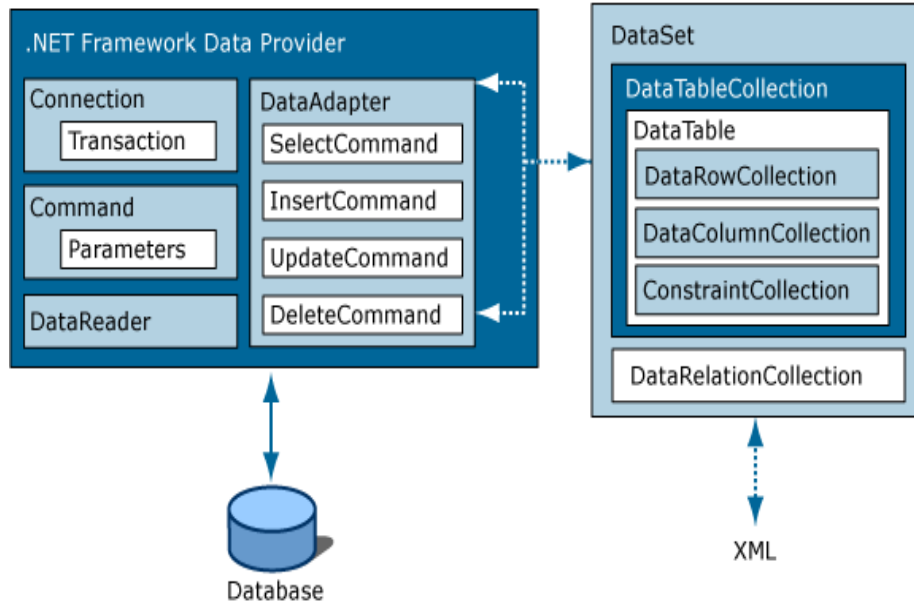 .NET Framework Data Provider
Connection
Transaction
Command
Parameters
DataReader
DataAdapter
SelectCommand
InsertCommand
UpdateCommand
DeleteCommand
DataSet
DataTableCollection
DataTable
DataRowCollection
DataColumnCollection
ConstraintCollection
DataRelationCollection
Database
XML